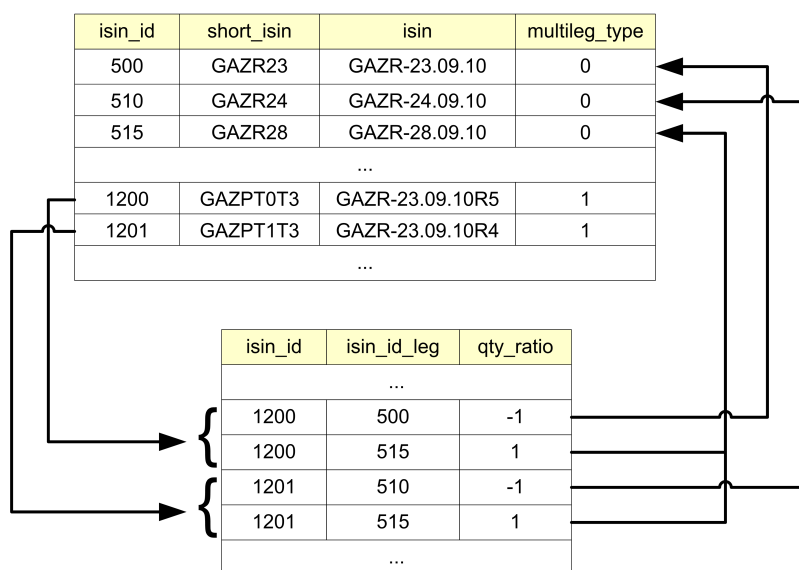 isin_id short_isin isin multileg_type
500 GAZR23 GAZR-23.09.10 0
510 GAZR24 GAZR-24.09.10 0
515 GAZR28 GAZR-28.09.10 0
...
1200 GAZPT0T3 GAZR-23.09.10R5 1
1201 GAZPT1T3 GAZR-23.09.10R4 1
...
isin_id isin_id_leg qty_ratio
...
1200 500 -1
1200 515 1
1201 510 -1
1201 515 1
...